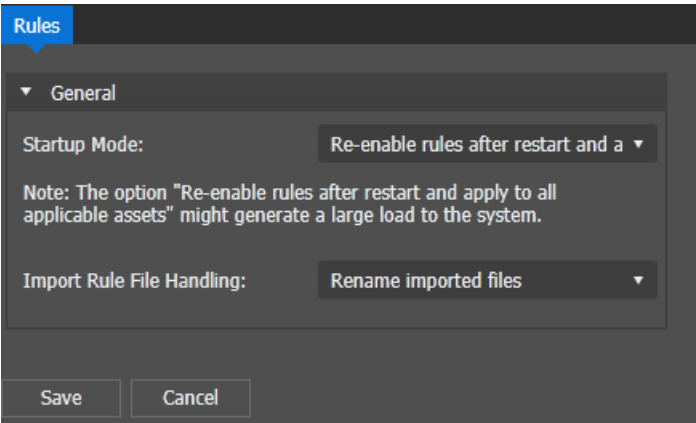 Rules
General
Startup Mode:
Re-enable rules after restart and a
Note: The option "Re-enable rules after restart and apply to all
applicable assets" might generate a large load to the system.
Import Rule File Handling:
Rename imported files
Save
Cancel